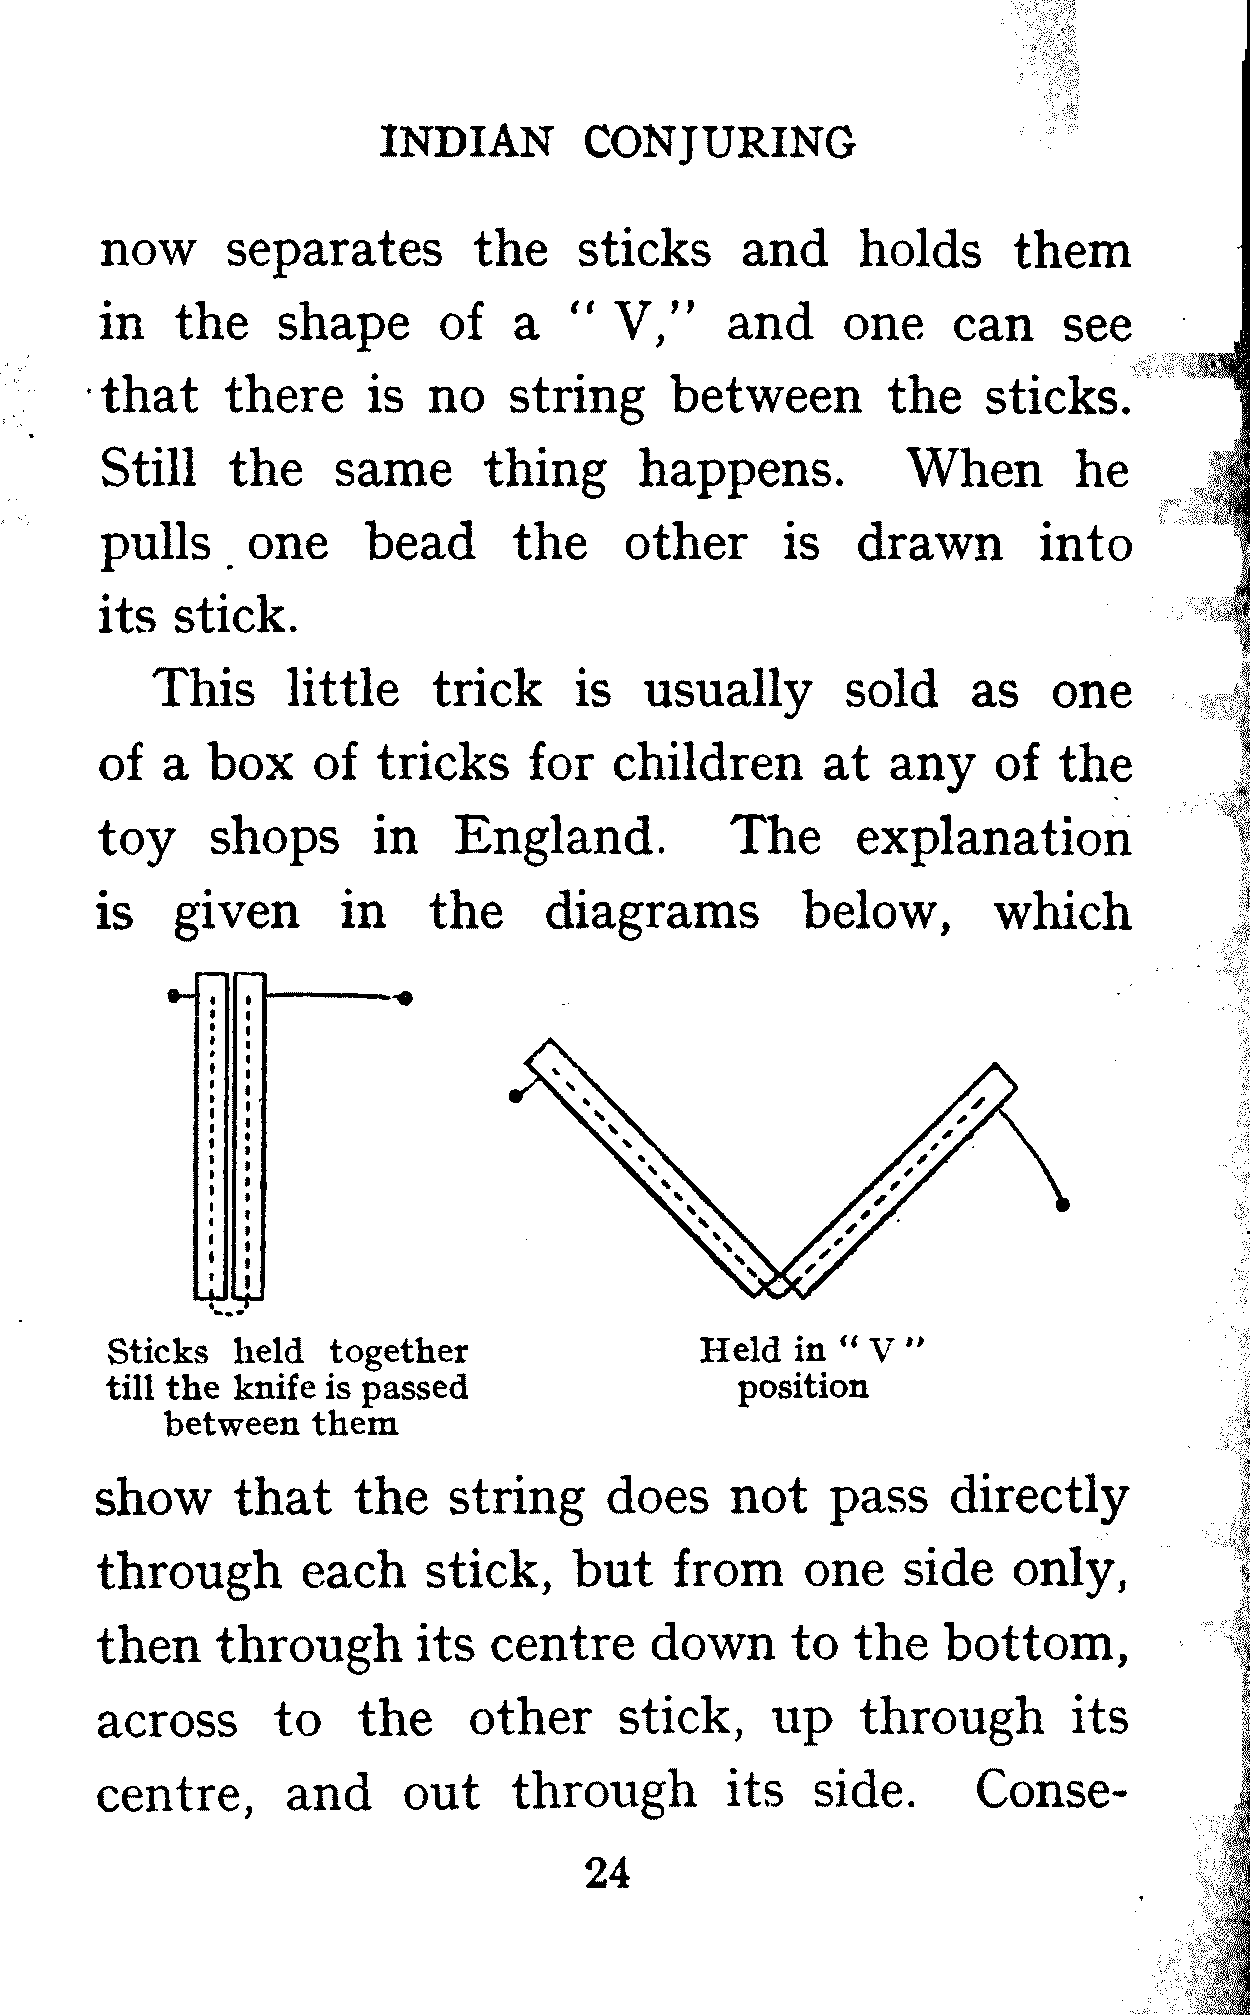 INDIAN CONJURING
now separates the sticks and holds them
in the shape of a “ V,” and one can see
that there is no string between the sticks.
Still the same thing happens. When he
pulls one bead the other is drawn into
its stick.
This little trick is usually sold as one
of a box of tricks for children at any of the
toy shops in England. The explanation
is given in the diagrams below, which
Sticks held together
till the knife is passed
between them
Held in “ V ”
position
show that the string does not pass directly
through each stick, but from one side only,
then through its centre down to the bottom,
across to the other stick, up through its
centre, and out through its side. Conse-
24